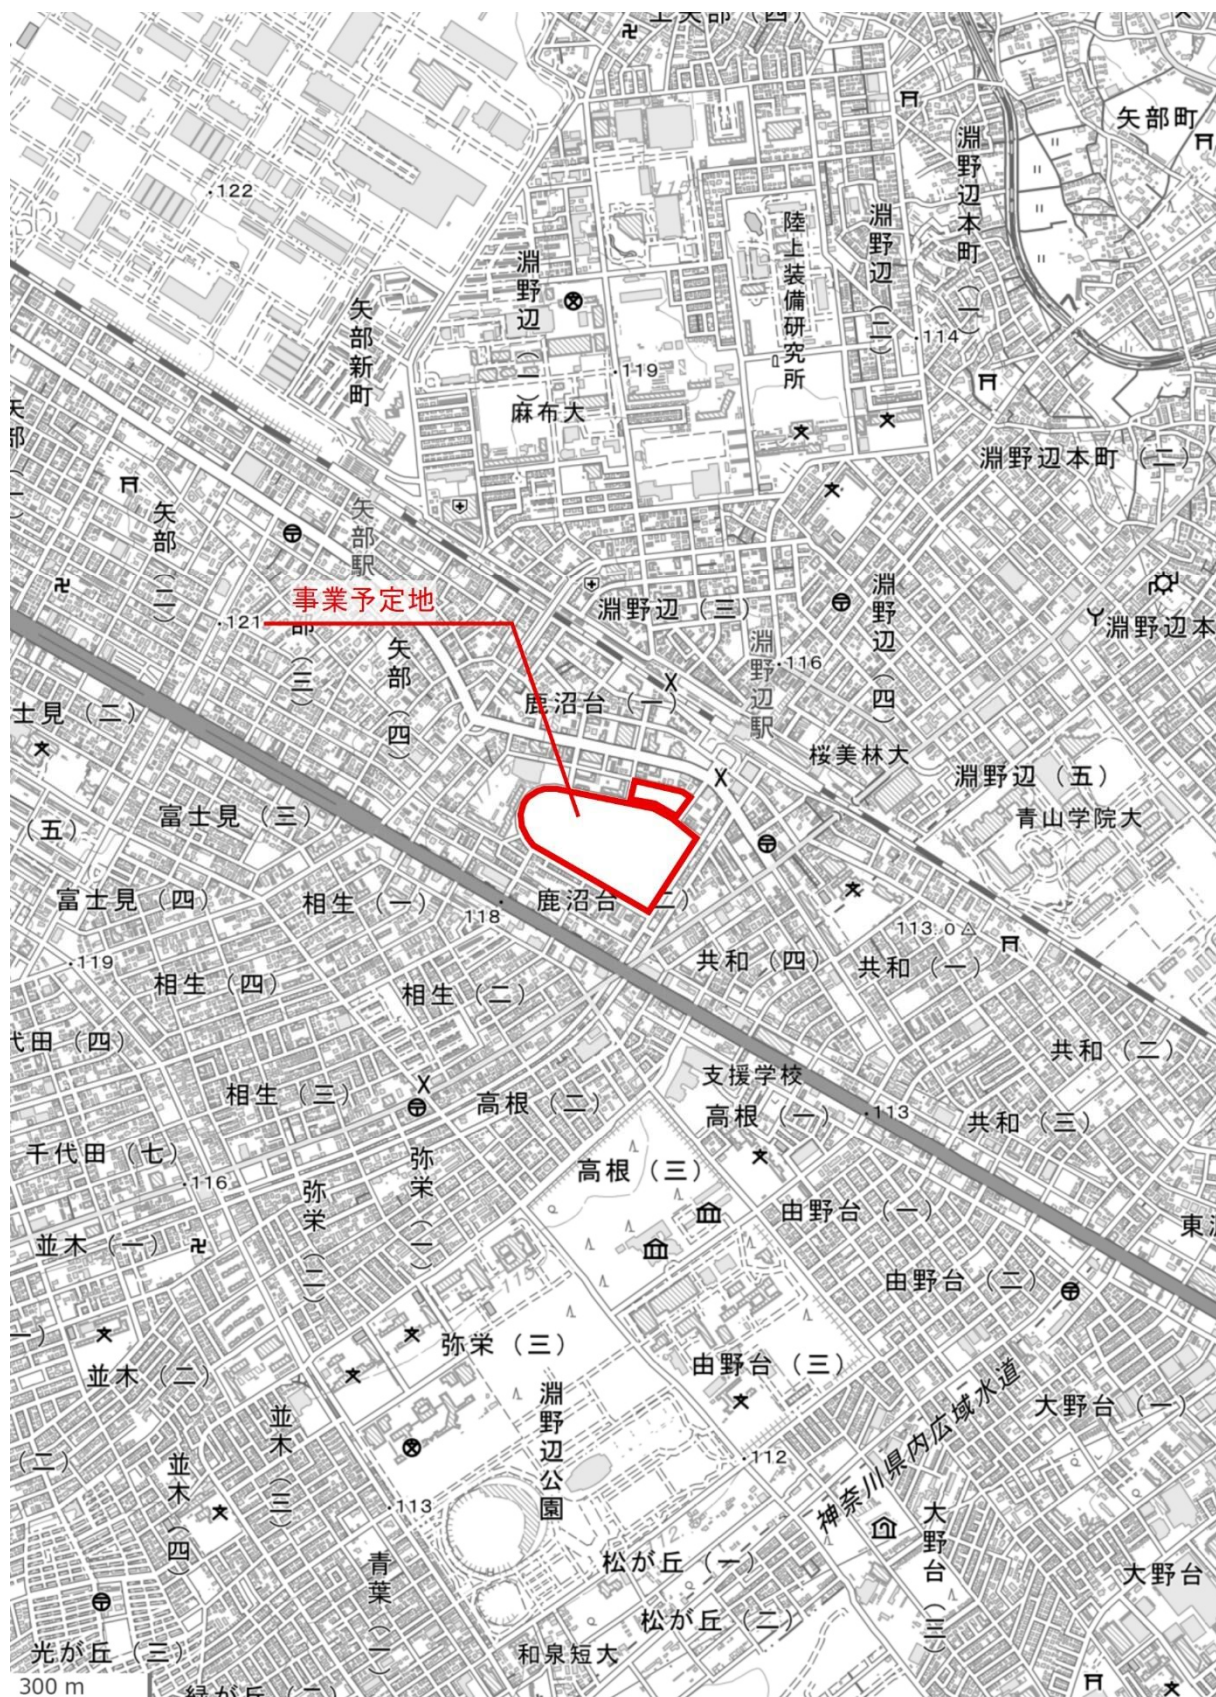 上矢部（四）
矢部町
122
淵野辺本町（一）
淵野辺（二）
陸上装備研究所
淵野辺（一）
矢部新町
114
119
麻布大
淵野辺本町（二）
矢部（二）
矢部駅
事業予定地
淵野辺（三）
淵野辺（四）
淵野辺本
121
部（三）
矢部（四）
淵野辺駅
116
鹿沼台（一）
士見（二）
桜美林大
淵野辺（五）
青山学院大
富士見（三）
（五）
富士見（四）
相生（一）
118
鹿沼台（二）
113.0
119
相生（四）
相生（二）
共和（四）
共和（一）
代田（四）
共和（二）
支援学校
相生（三）
高根（二）
高根（一）
113
共和（三）
千代田（七）
116
弥栄（一）
高根（三）
弥栄（二）
由野台（一）
並木（一）
由野台（二）
弥栄（三）
由野台（三）
並木（二）
淵野辺公園
神奈川県内広域水道
大野台（一）
並木（三）
（二）
並木（四）
112
113
大野台（三）
青葉（一）
松が丘（一）
大野台
松が丘（二）
光が丘（三）
和泉短大
300 m